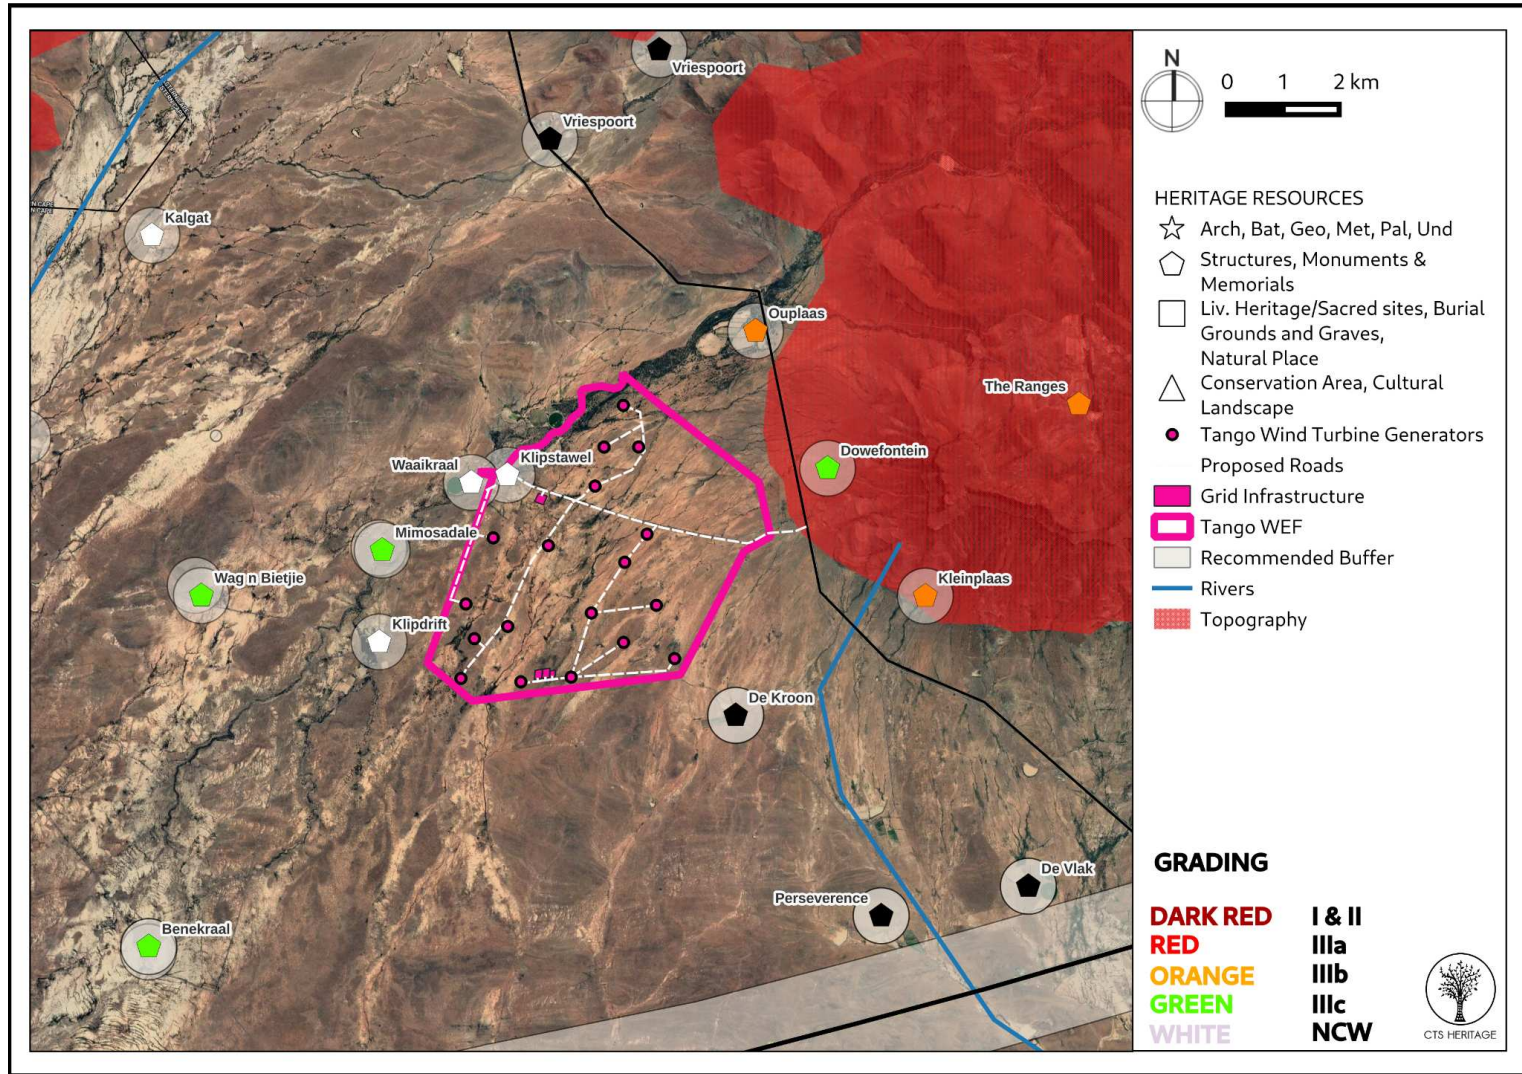 Vriespoort
Vriespoort
Kalgat
N CAPE
N CAPE
Ouplaas
The Ranges
Klipstawel
Waaikraal
Dowefontein
Mimosadale
Wag n Bietjie
Kleinplaas
Klipdrift
De Kroon
De Vlak
Perseverence
Benekraal
N
0 1 2 km
HERITAGE RESOURCES
Arch, Bat, Geo, Met, Pal, Und
Structures, Monuments &
Memorials
Liv. Heritage/Sacred sites, Burial
Grounds and Graves,
Natural Place
Conservation Area, Cultural
Landscape
Tango Wind Turbine Generators
Proposed Roads
Grid Infrastructure
Tango WEF
Recommended Buffer
Rivers
Topography
GRADING
DARK RED I & II
RED IIIa
ORANGE IIIb
GREEN IIIc
WHITE NCW
CTS HERITAGE